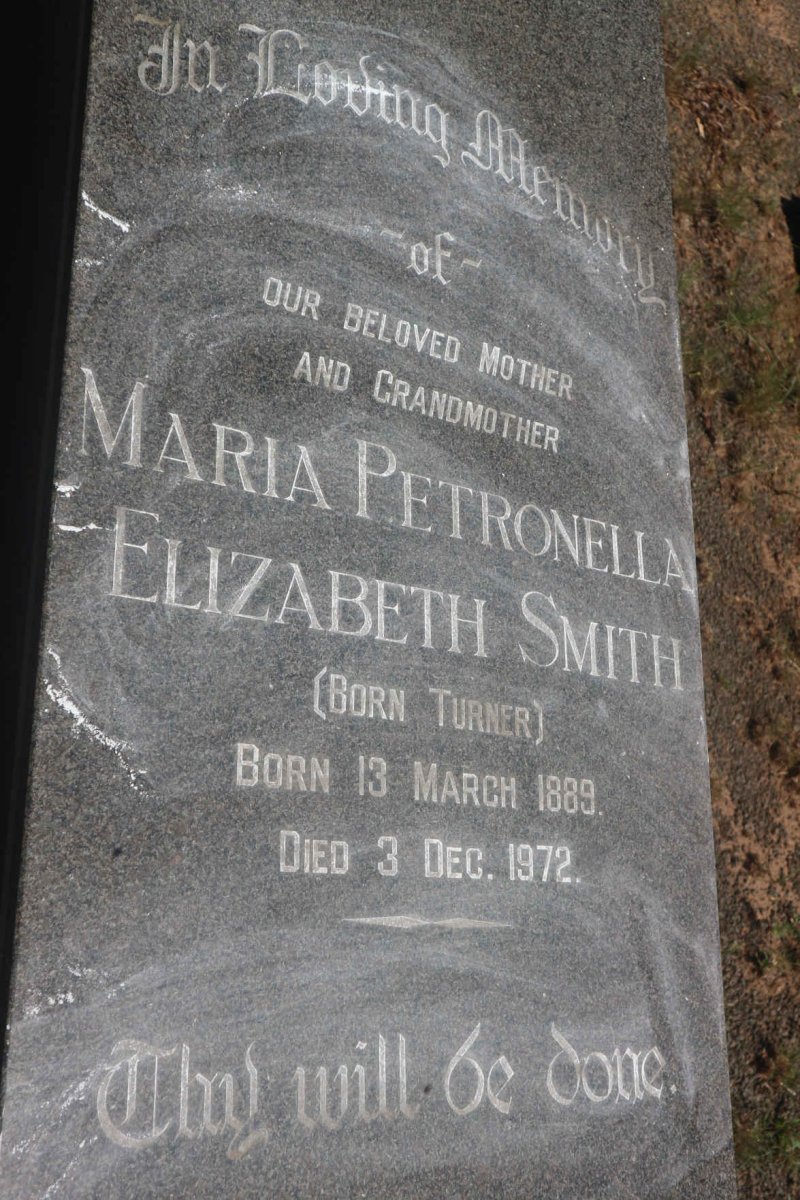 In Loving Memory
- of -
OUR BELOVED MOTHER
AND GRANDMOTHER
MARIA PETRONELLA
ELIZABETH SMITH
(BORN TURNER)
BORN 13 MARCH 1889.
DIED 3 DEC. 1972.
Thy will be done.